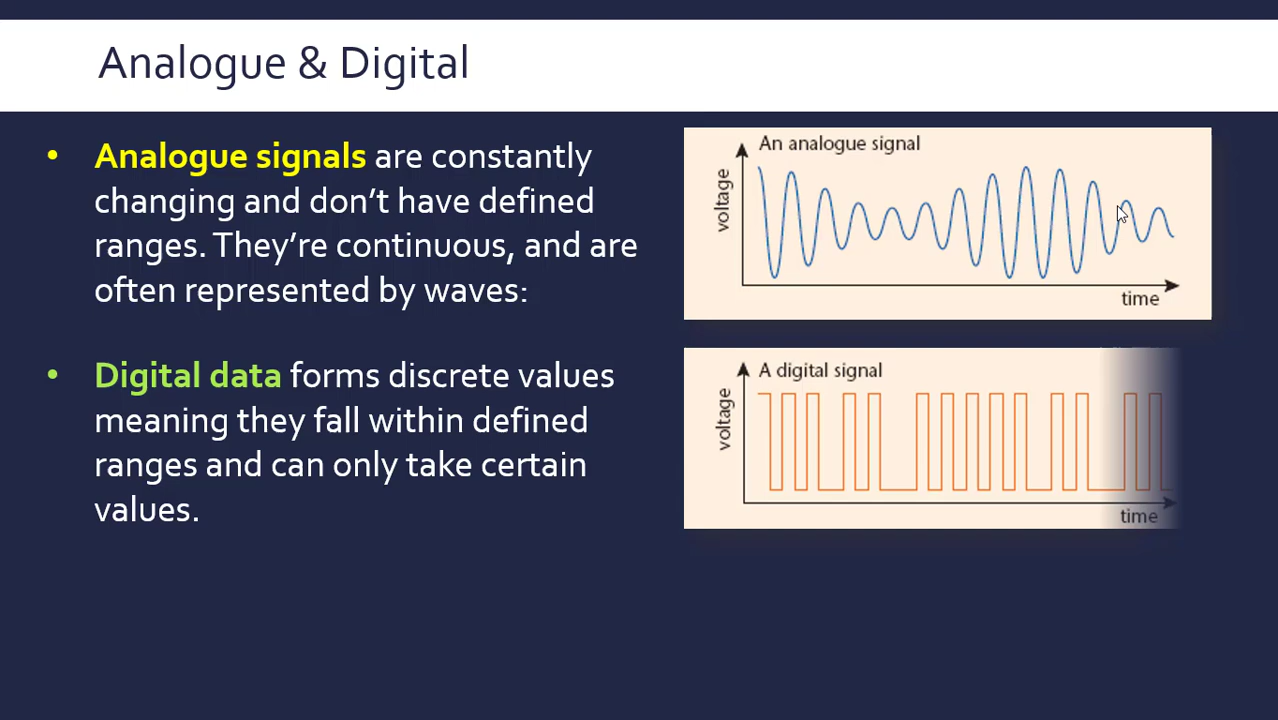 Analogue & Digital
• Analogue signals are constantly
changing and don’t have defined
ranges. They’re continuous, and are
often represented by waves:
• Digital data forms discrete values
meaning they fall within defined
ranges and can only take certain
values.
An analogue signal
voltage
time
A digital signal
voltage
time